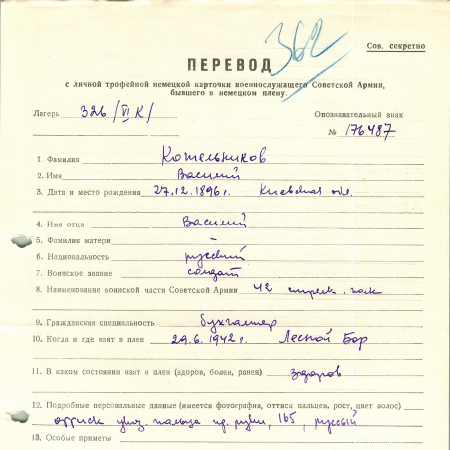 362
Сов. секретно
ПЕРЕВОД
с личной трофейной немецкой карточки военнослужащего Советской Армии,
бывшего в немецком плену.
Лагерь 326 /VI K/
Опознавательный знак
№ 176487
1. Фамилия Котельников
2. Имя Василий
3. Дата и место рождения 27.12.1896г. Киевская обл.
4. Имя отца Василий
5. Фамилия матери –
6. Национальность русский
7. Воинское звание солдат
8. Наименование воинской части Советской Армии 42 стрелк. полк
9. Гражданская специальность бухгалтер
10. Когда и где взят в плен 29.6.1942г. Лесной Бор
11. В каком состоянии взят в плен (здоров, болен, ранен) здоров
12. Подробные персональные данные (имеется фотография, оттиск пальцев, рост, цвет волос)
оттиск указ. пальца пр. руки, 165, русый
13. Особые приметы